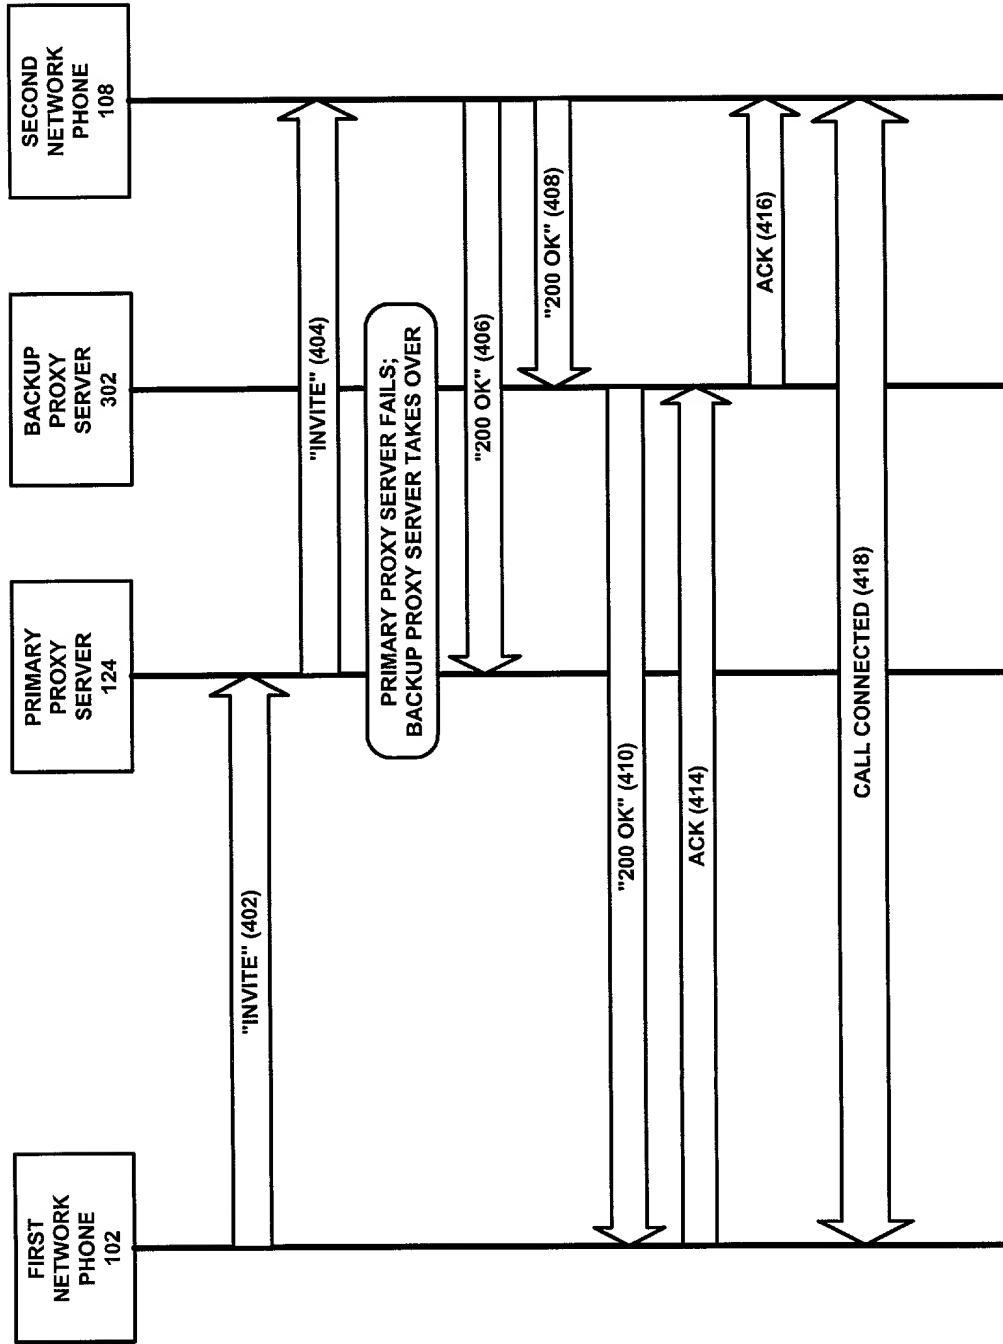 FIRST
NETWORK
PHONE
102
PRIMARY
PROXY
SERVER
124
BACKUP
PROXY
SERVER
302
SECOND
NETWORK
PHONE
108
"INVITE" (402)
"INVITE" (404)
PRIMARY PROXY SERVER FAILS;
BACKUP PROXY SERVER TAKES OVER
"200 OK" (406)
"200 OK" (408)
"200 OK" (410)
ACK (414)
ACK (416)
CALL CONNECTED (418)